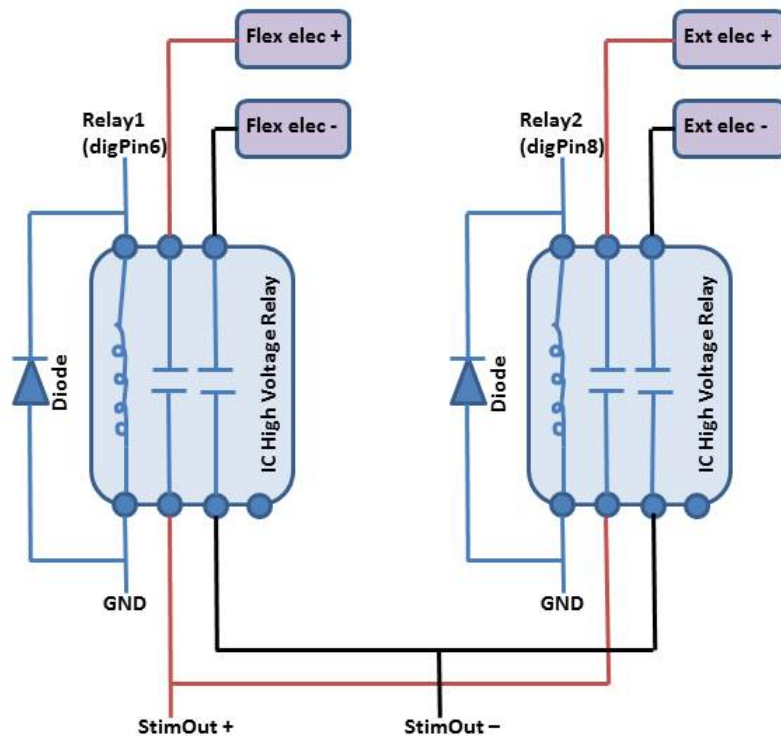 Flex elec +
Ext elec +
Relay1
(digPin6)
Flex elec -
Relay2
(digPin8)
Ext elec -
Diode
IC High Voltage Relay
Diode
IC High Voltage Relay
GND
GND
StimOut +
StimOut –